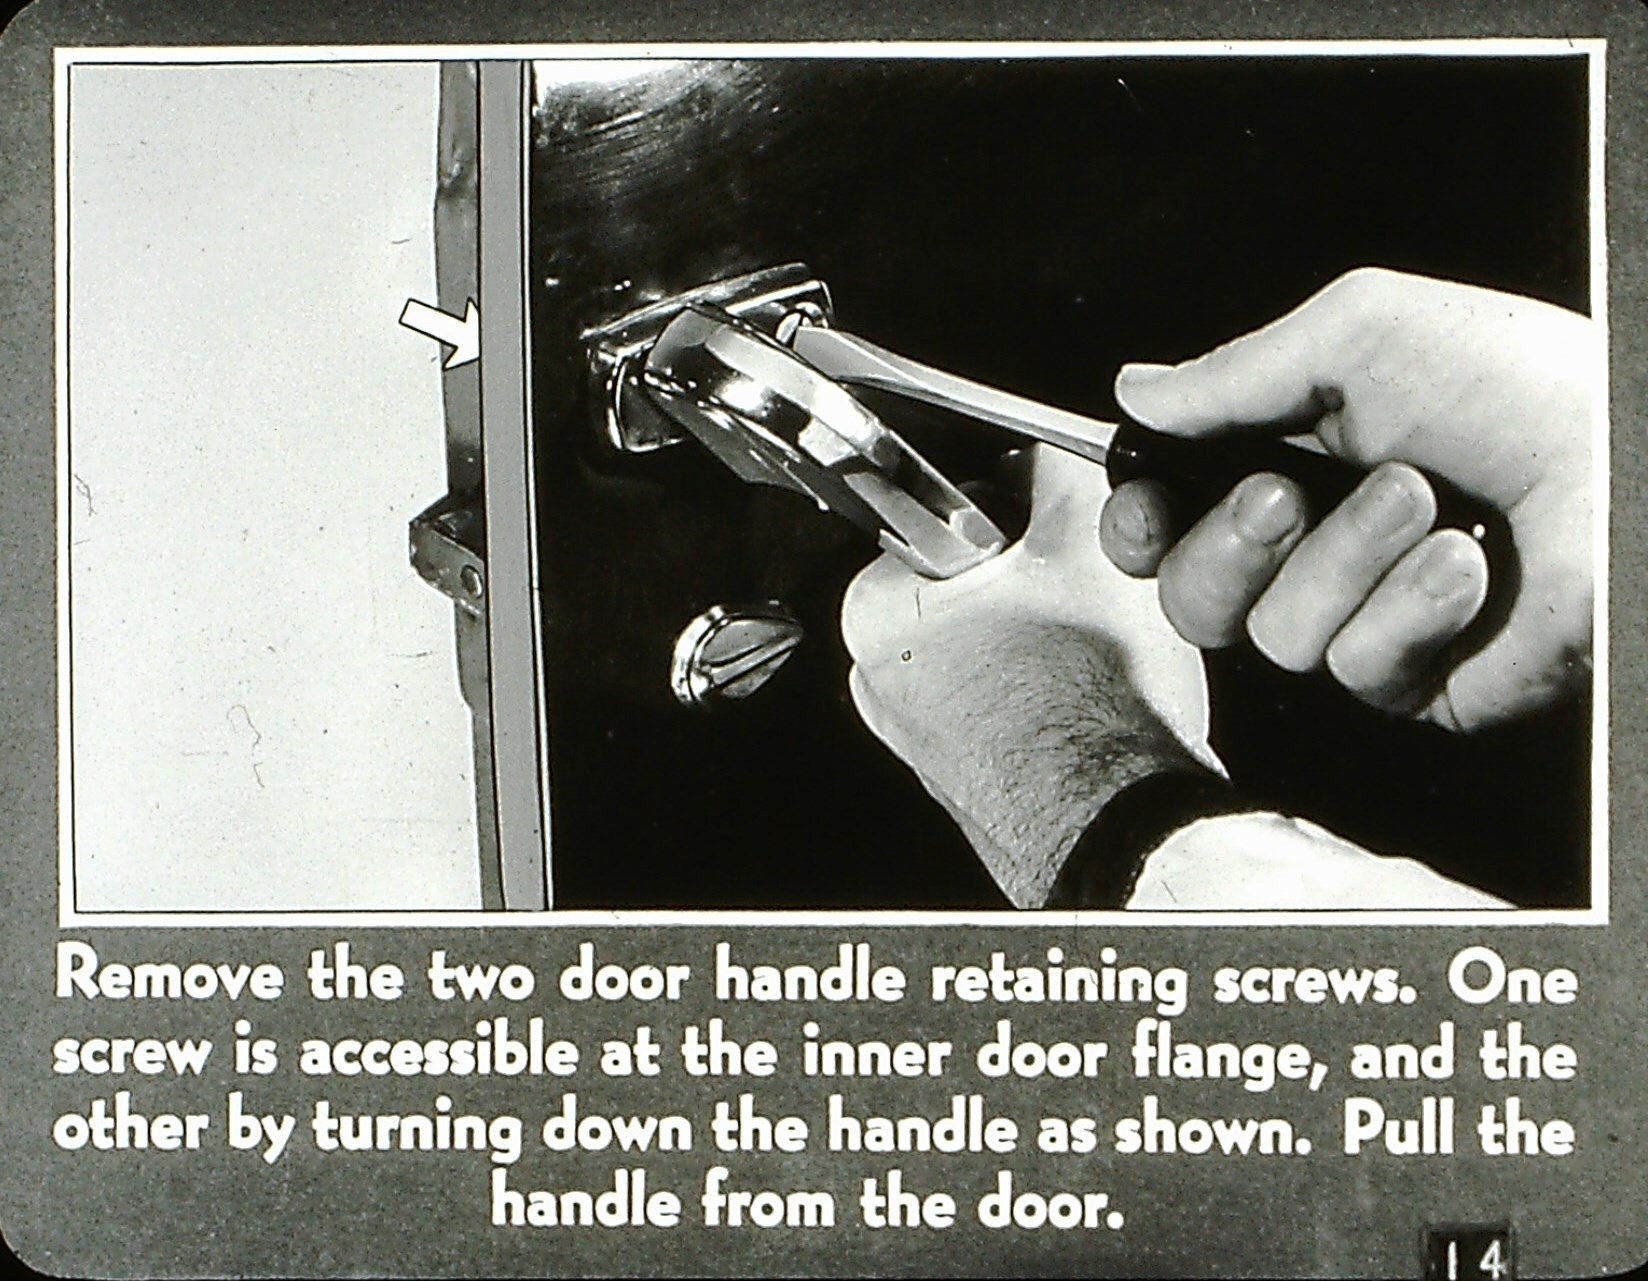 Remove the two door handle retaining screws. One
screw is accessible at the inner door flange, and the
other by turning down the handle as shown. Pull the
handle from the door.
14